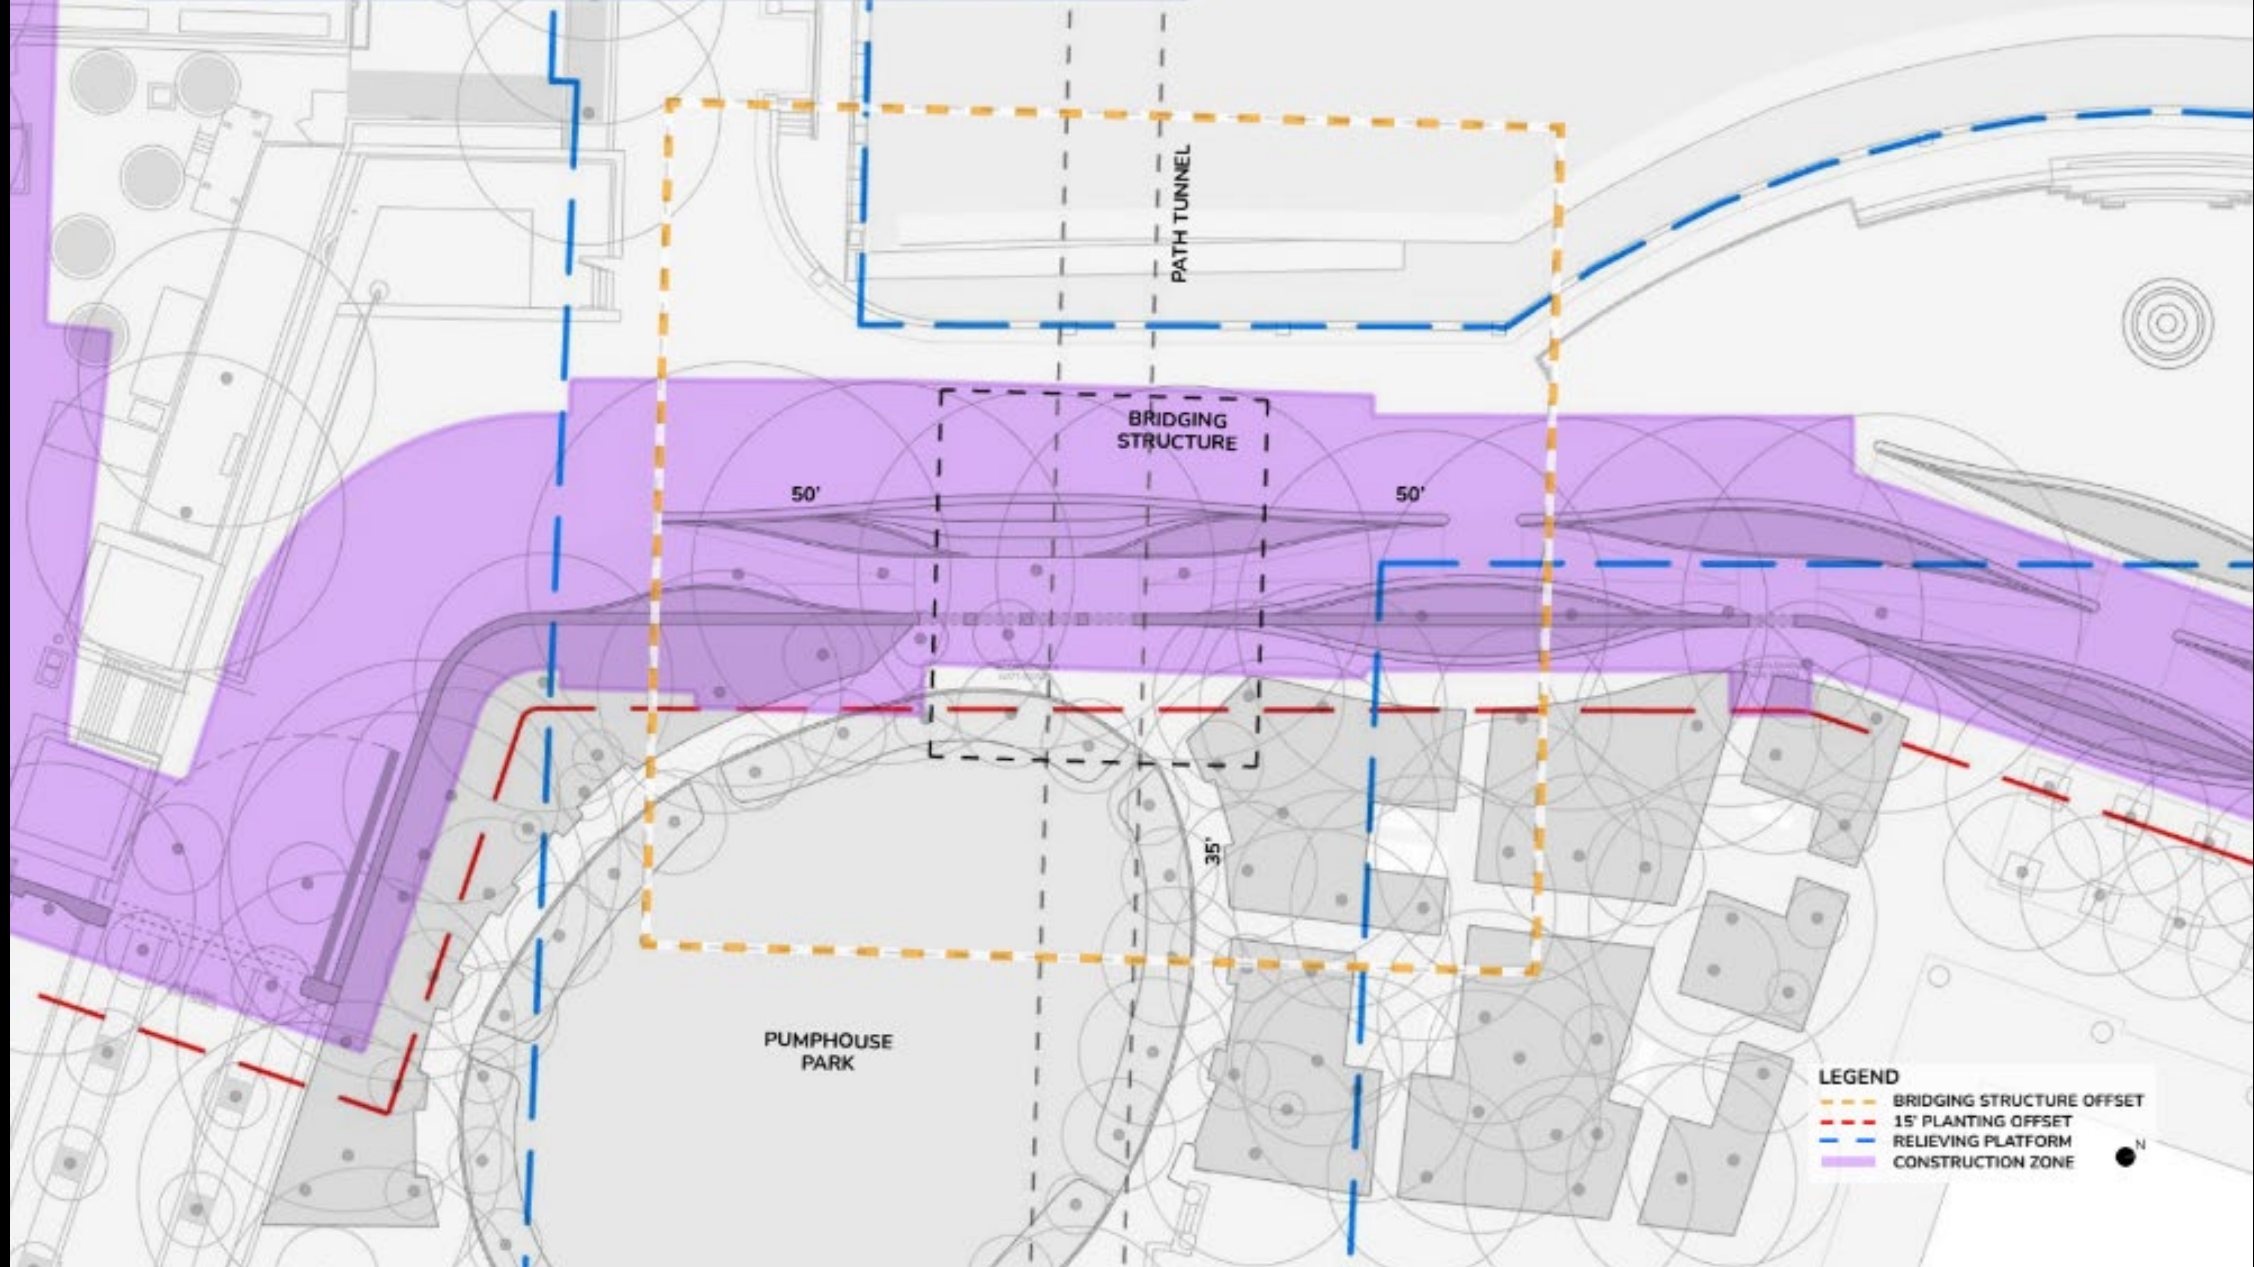 PATH TUNNEL
BRIDGING
STRUCTURE
50'
50'
35'
PUMPHOUSE
PARK
LEGEND
BRIDGING STRUCTURE OFFSET
15' PLANTING OFFSET
RELIEVING PLATFORM
CONSTRUCTION ZONE
N